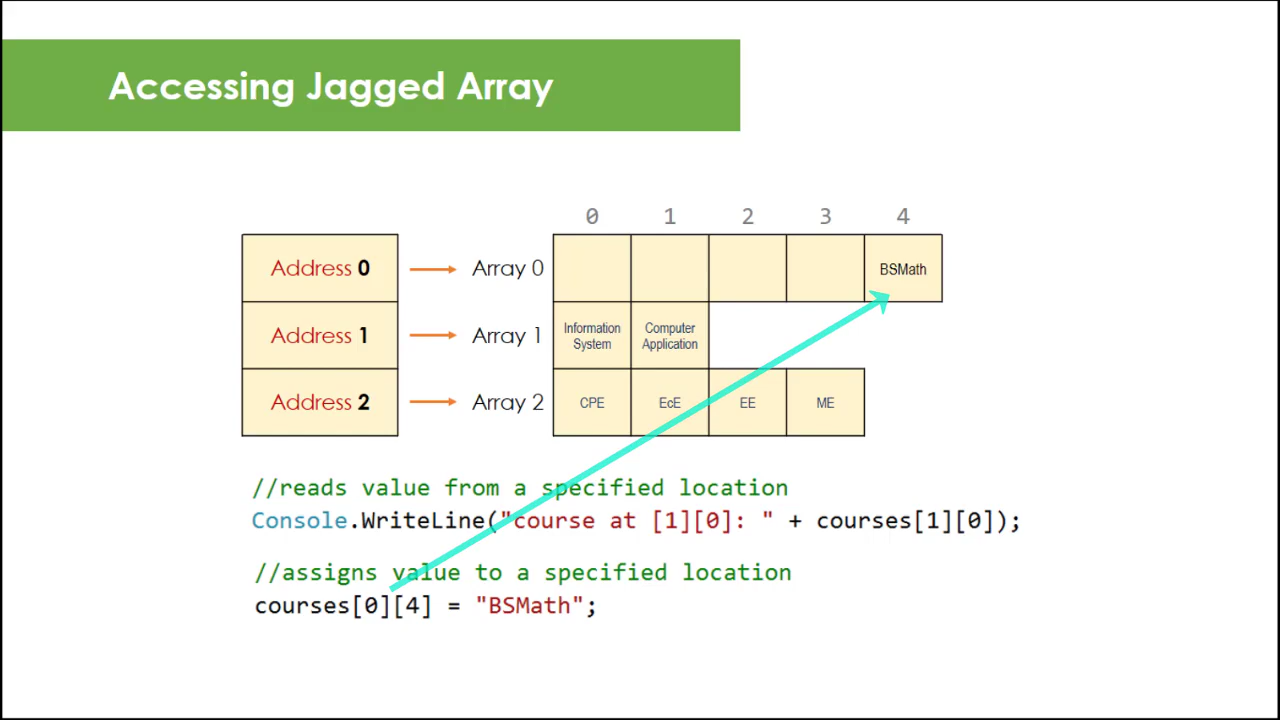 Accessing Jagged Array
0 1 2 3 4
Address 0 Array 0 BSMath
Address 1 Array 1 Information System Computer Application
Address 2 Array 2 CPE EcE EE ME
//reads value from a specified location
Console.WriteLine("course at [1][0]: " + courses[1][0]);
//assigns value to a specified location
courses[0][4] = "BSMath";